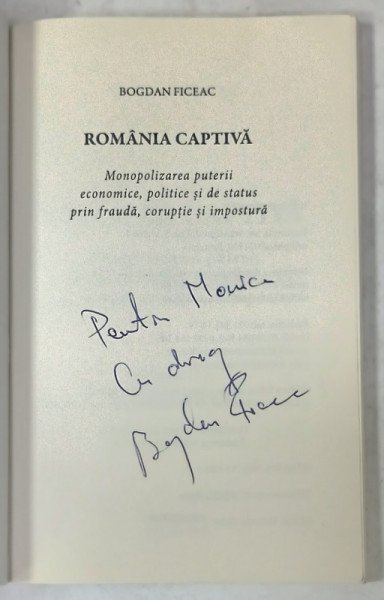 BOGDAN FICEAC
ROMÂNIA CAPTIVĂ
Monopolizarea puterii
economice, politice și de status
prin fraudă, corupție și impostură
Pentru Monica
Cu drag
Bogdan Ficeac